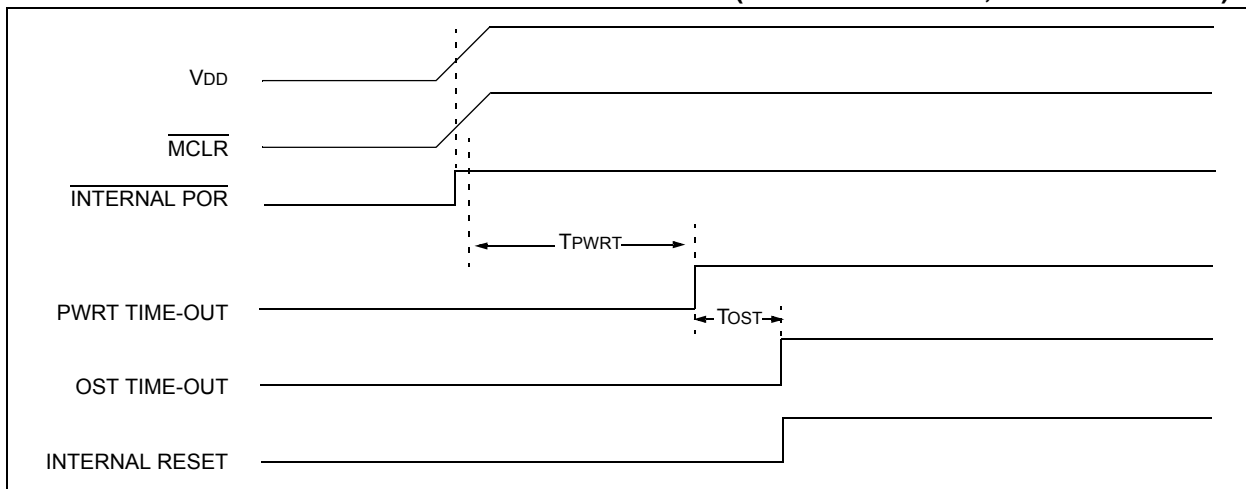 VDD
MCLR
INTERNAL POR
TPWRT
PWRT TIME-OUT
TOST
OST TIME-OUT
INTERNAL RESET